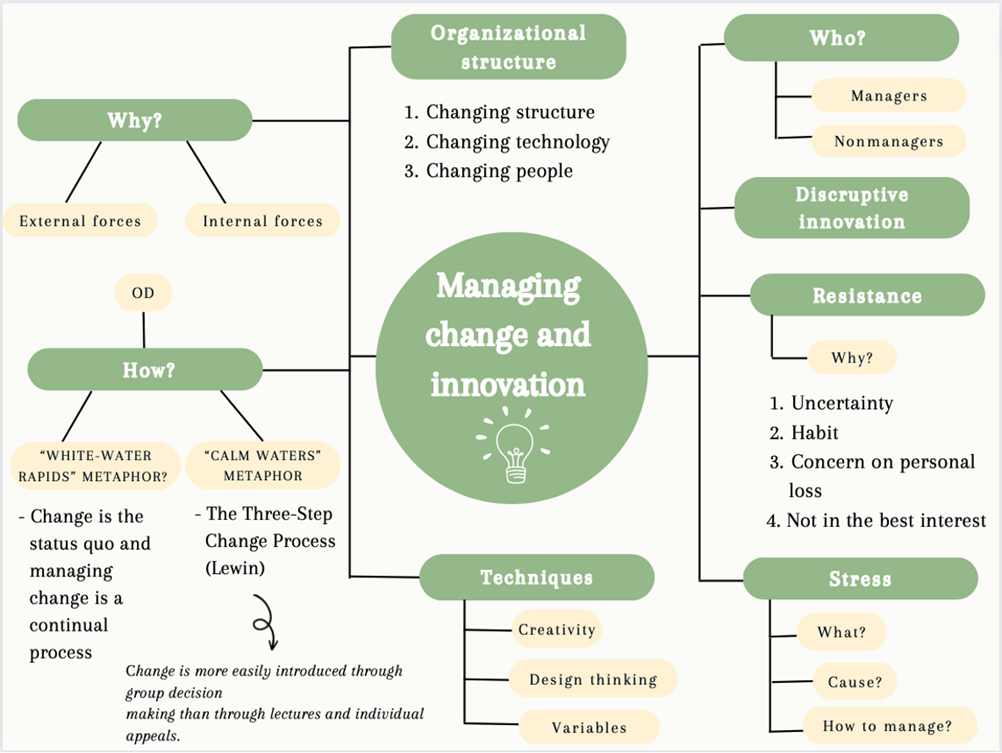 Managing
change and
innovation
Why?
External forces
Internal forces
OD
How?
“WHITE-WATER
RAPIDS” METAPHOR?
- Change is the
status quo and
managing
change is a
continual
process
“CALM WATERS”
METAPHOR
- The Three-Step
Change Process
(Lewin)
Change is more easily introduced through
group decision
making than through lectures and individual
appeals.
Organizational
structure
1. Changing structure
2. Changing technology
3. Changing people
Techniques
Creativity
Design thinking
Variables
Who?
Managers
Nonmanagers
Discruptive
innovation
Resistance
Why?
1. Uncertainty
2. Habit
3. Concern on personal
loss
4. Not in the best interest
Stress
What?
Cause?
How to manage?